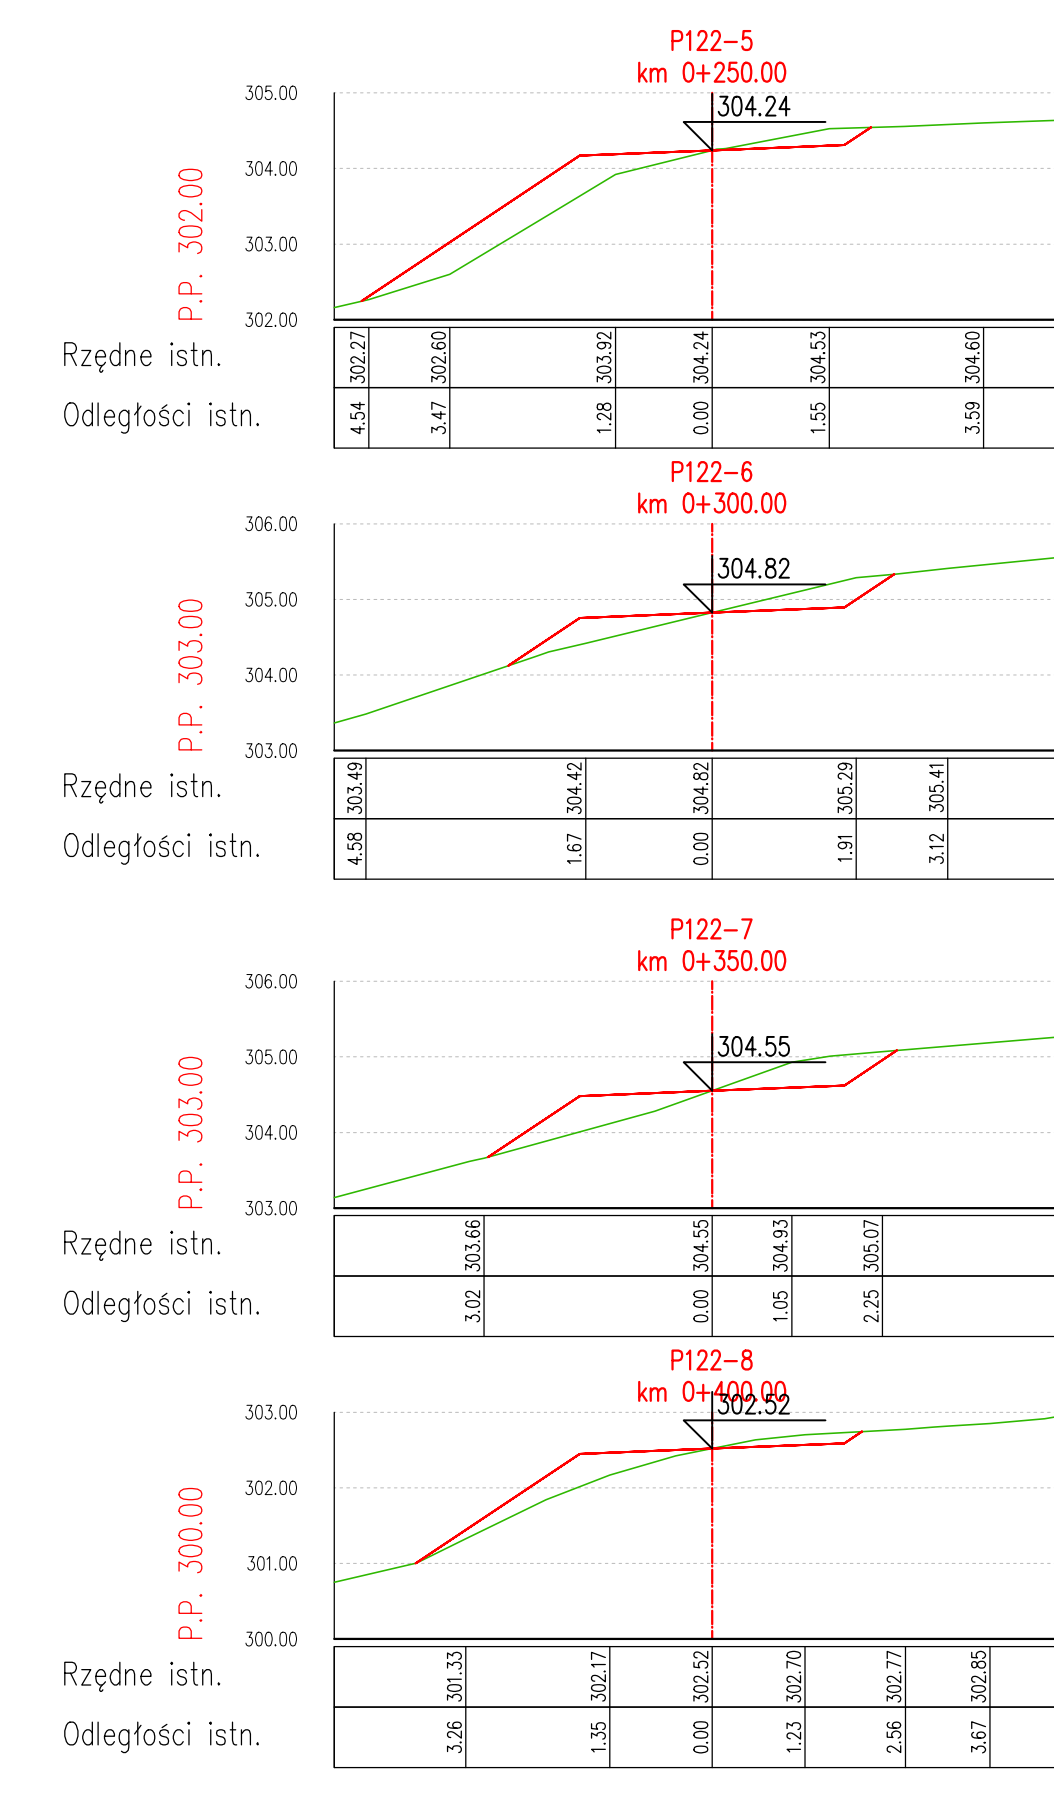 P122-5
km 0+250.00
304.24
305.00
304.00
303.00
302.00
P.P. 302.00
Rzędne istn.
302.27 302.60 303.92 304.24 304.53 304.60
Odległości istn.
4.54 3.47 1.28 0.00 1.55 3.59
P122-6
km 0+300.00
304.82
306.00
305.00
304.00
303.00
P.P. 303.00
Rzędne istn.
303.49 304.42 304.82 305.29 305.41
Odległości istn.
4.58 1.67 0.00 1.91 3.12
P122-7
km 0+350.00
304.55
306.00
305.00
304.00
303.00
P.P. 303.00
Rzędne istn.
303.66 304.55 304.93 305.07
Odległości istn.
3.02 0.00 1.05 2.25
P122-8
km 0+400.00
302.52
303.00
302.00
301.00
300.00
P.P. 300.00
Rzędne istn.
301.33 302.17 302.52 302.70 302.77 302.85
Odległości istn.
3.26 1.35 0.00 1.23 2.56 3.67